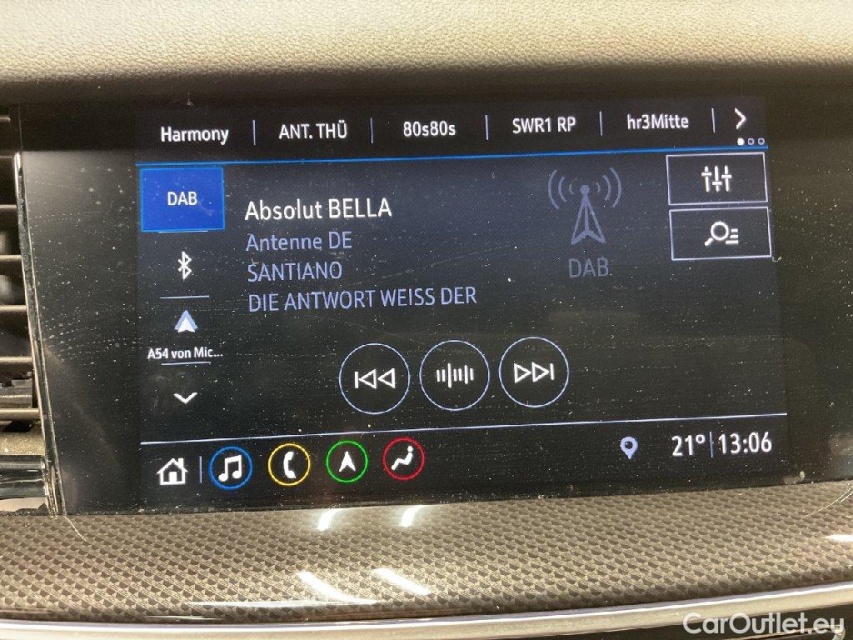 Harmony ANT. THÜ 80s80s SWR1 RP hr3Mitte
DAB
Absolut BELLA
Antenne DE
SANTIANO
DIE ANTWORT WEISS DER
DAB
A54 von Mic...
21° 13:06
CarOutlet.eu